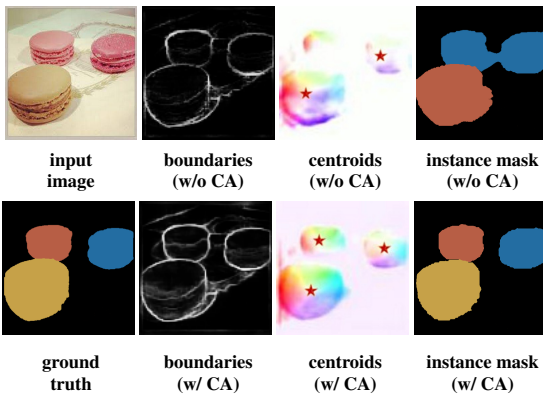 input boundaries centroids instance mask
image (w/o CA) (w/o CA) (w/o CA)
ground boundaries centroids instance mask
truth (w/ CA) (w/ CA) (w/ CA)